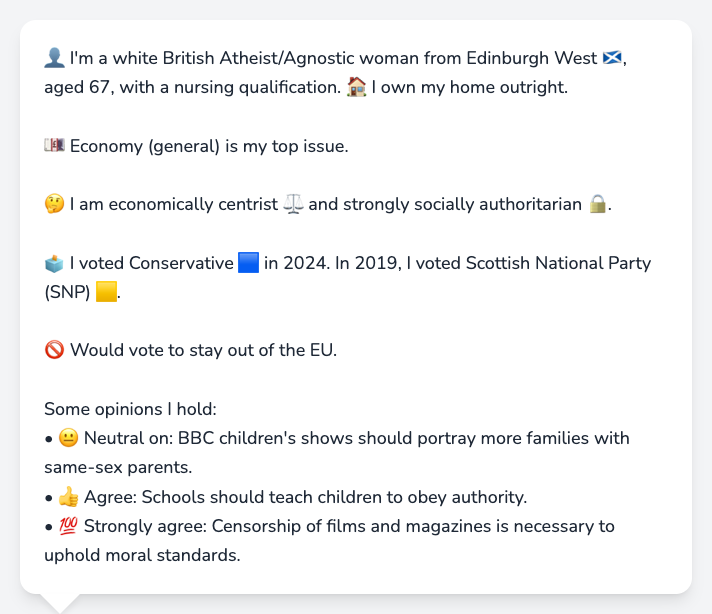 👤 I'm a white British Atheist/Agnostic woman from Edinburgh West 🏴󠁧󠁢󠁳󠁣󠁴󠁿,
aged 67, with a nursing qualification. 🏠 I own my home outright.
💷 Economy (general) is my top issue.
🤔 I am economically centrist ⚖️ and strongly socially authoritarian 🔒.
🗳️ I voted Conservative 🟦 in 2024. In 2019, I voted Scottish National Party
(SNP) 🟨.
🚫 Would vote to stay out of the EU.
Some opinions I hold:
• 😐 Neutral on: BBC children's shows should portray more families with
same-sex parents.
• 👍 Agree: Schools should teach children to obey authority.
• 💯 Strongly agree: Censorship of films and magazines is necessary to
uphold moral standards.